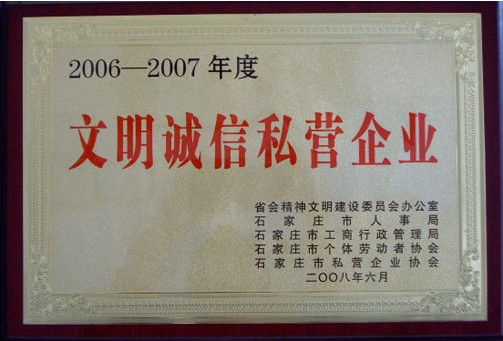 2006—2007 年度
文明诚信私营企业
省会精神文明建设委员会办公室
石家庄市人事局
石家庄市工商行政管理局
石家庄市个体劳动者协会
石家庄市私营企业协会
二〇〇八年六月